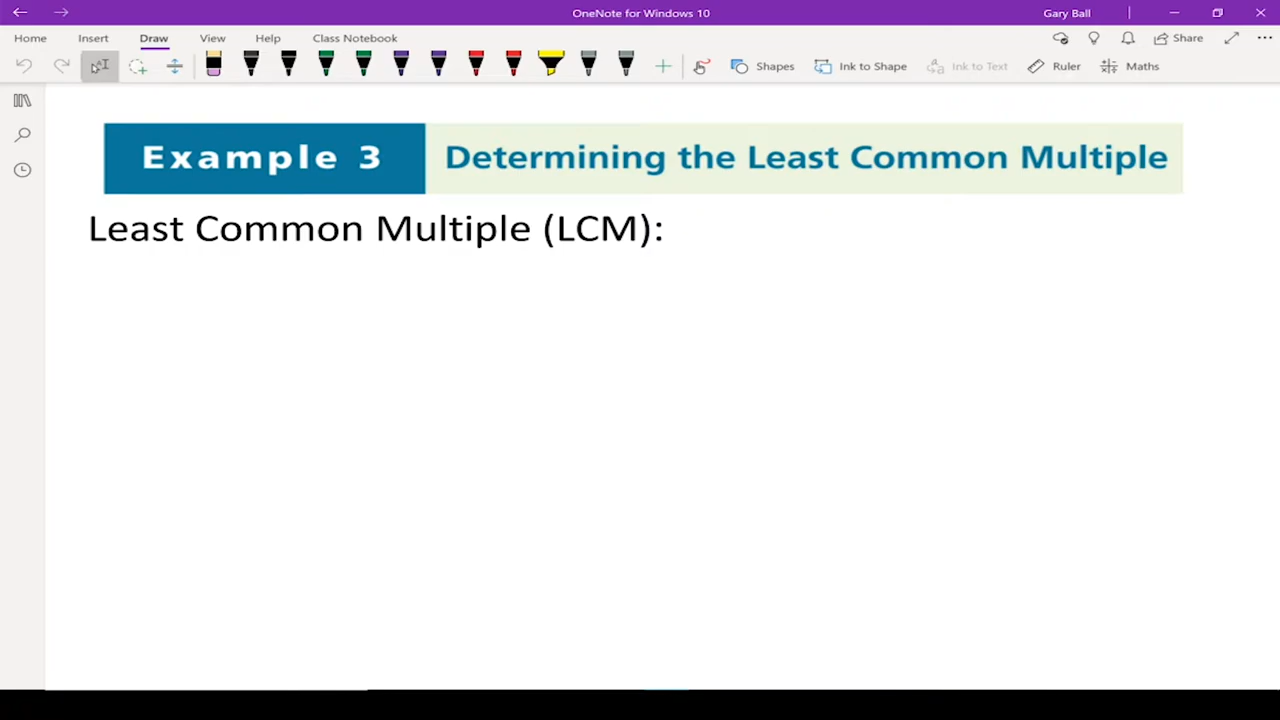 OneNote for Windows 10
Gary Ball
Home Insert Draw View Help Class Notebook
Share
Shapes Ink to Shape Ink to Text Ruler Maths
Example 3 Determining the Least Common Multiple
Least Common Multiple (LCM):